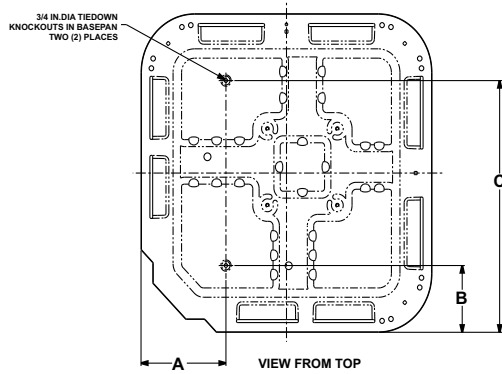 3/4 IN.DIA TIEDOWN
KNOCKOUTS IN BASEPAN
TWO (2) PLACES
C
B
A
VIEW FROM TOP